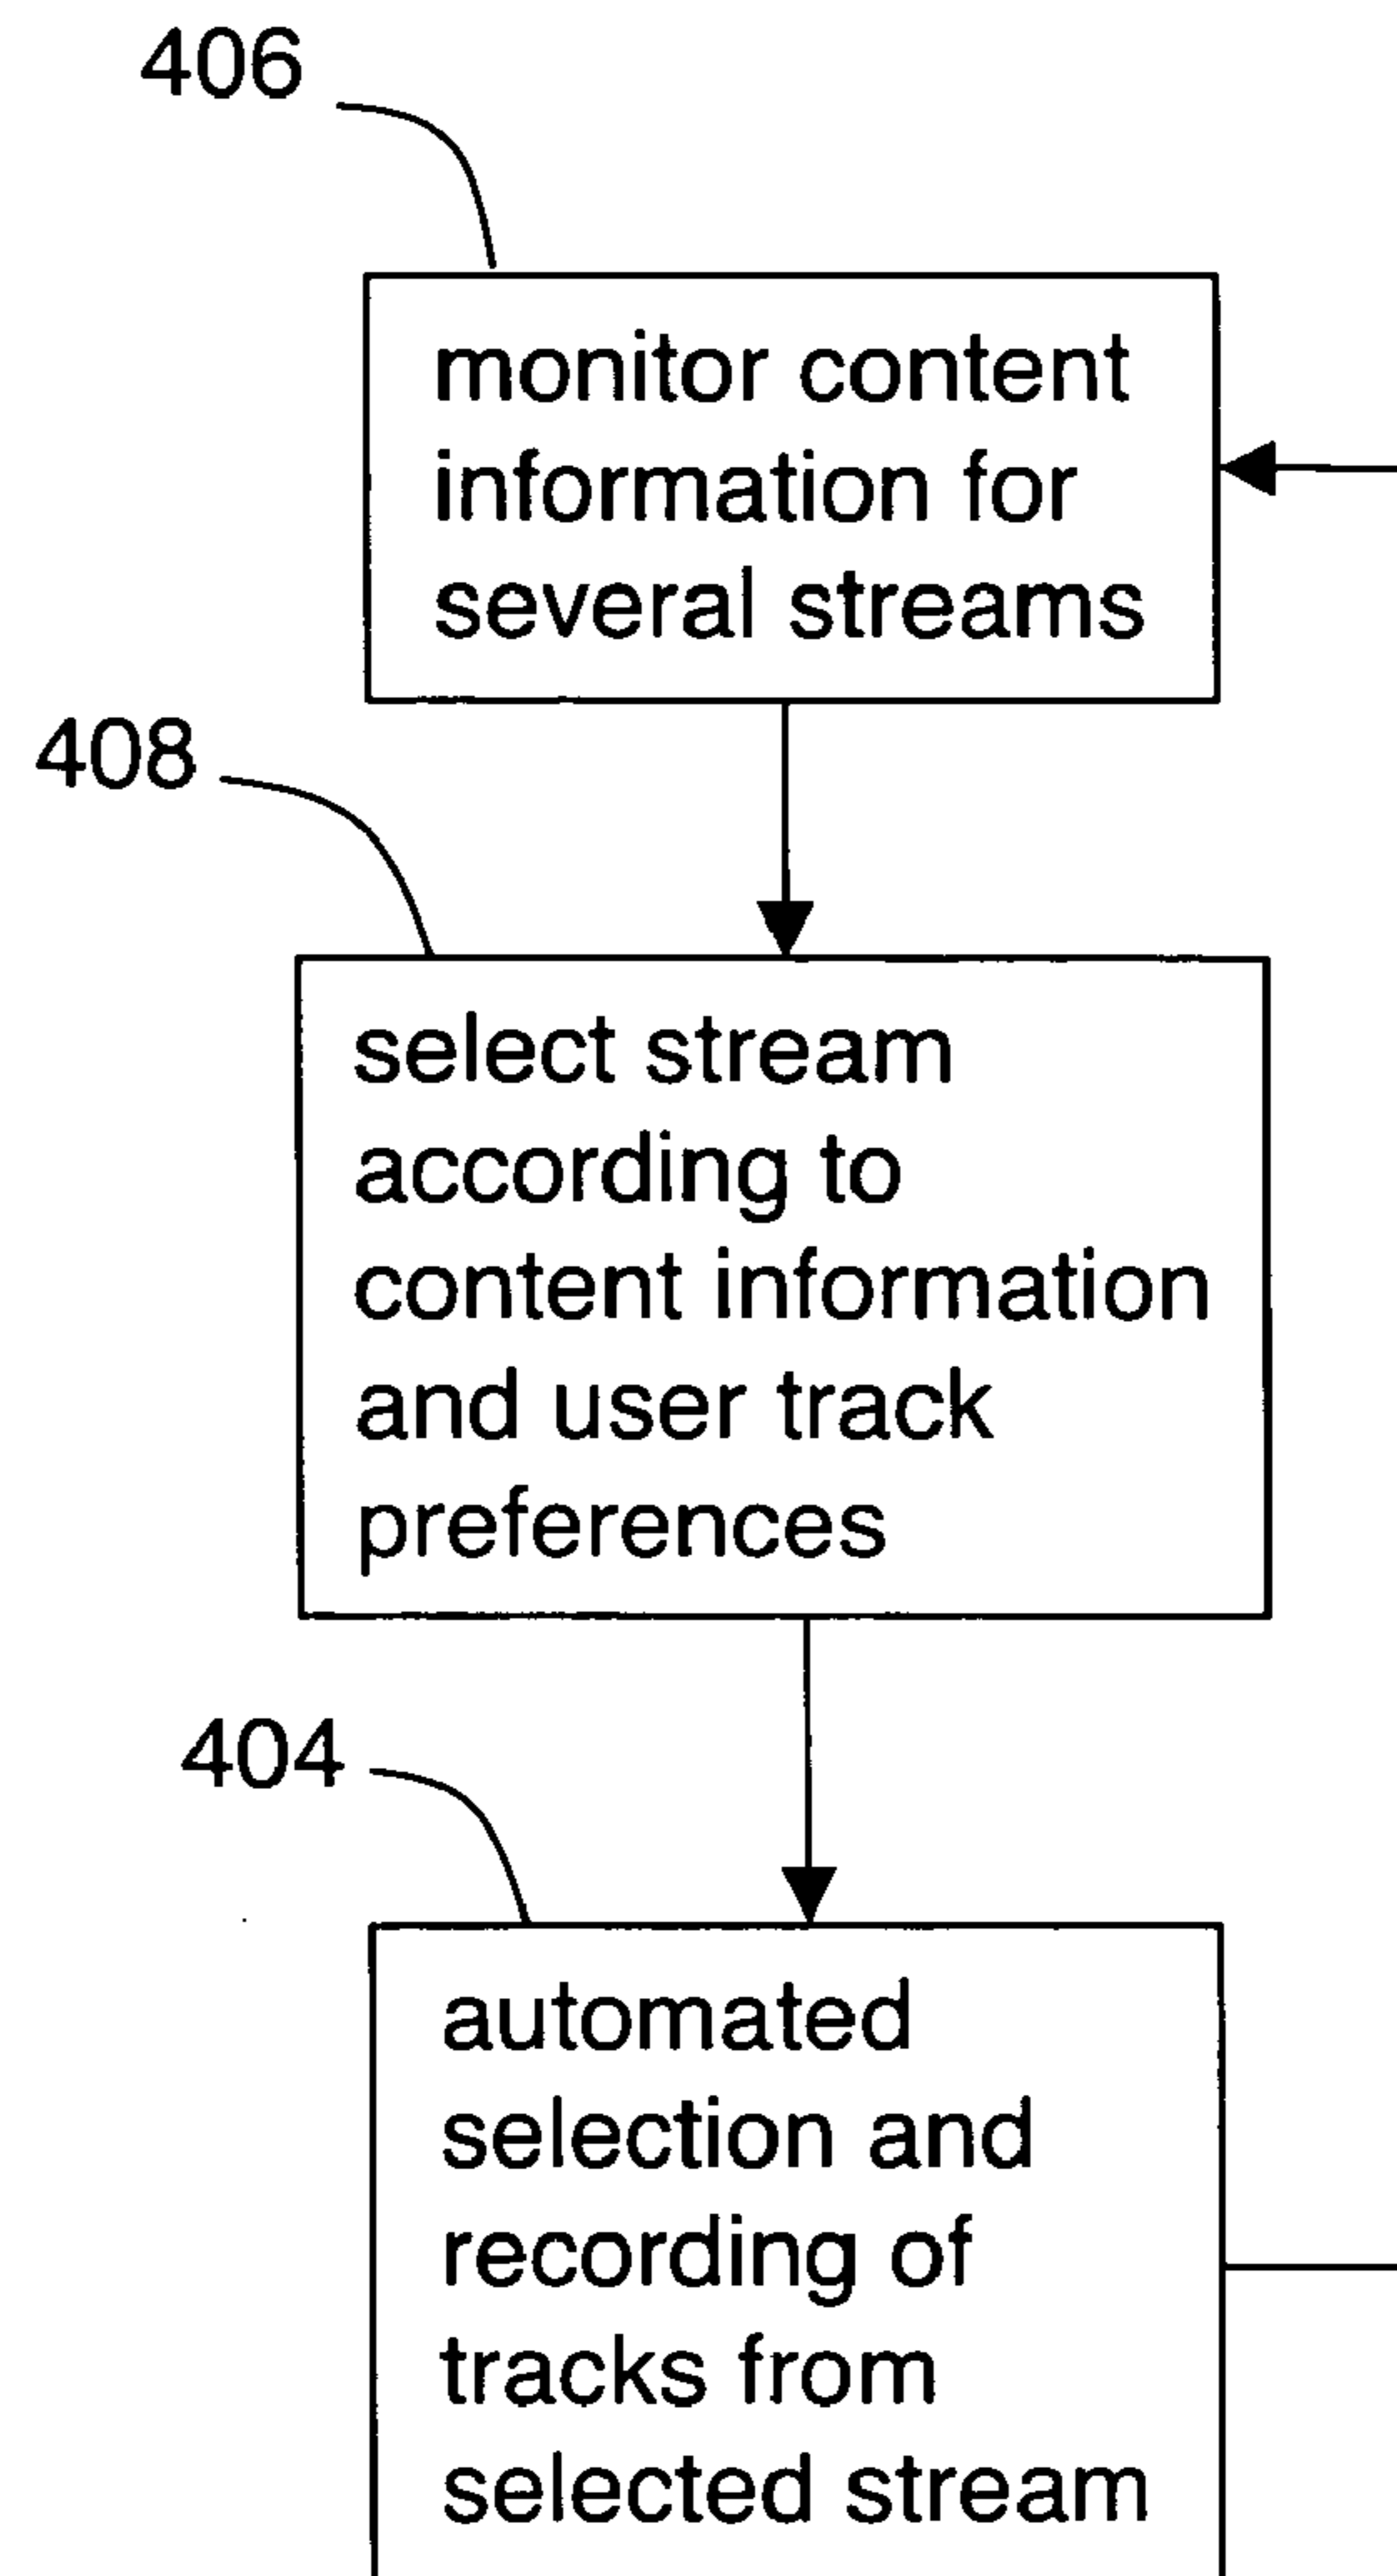 406
monitor content
information for
several streams
408
select stream
according to
content information
and user track
preferences
404
automated
selection and
recording of
tracks from
selected stream